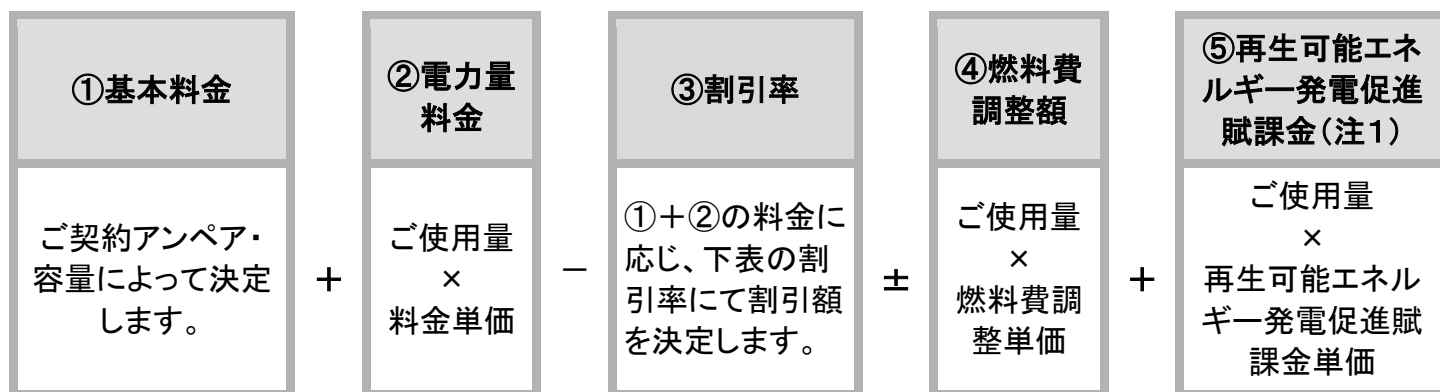 ①基本料金
ご契約アンペア・
容量によって決定
します。
＋
②電力量
料金
ご使用量
×
料金単価
－
③割引率
①＋②の料金に
応じ、下表の割
引率にて割引額
を決定します。
±
④燃料費
調整額
ご使用量
×
燃料費調
整単価
＋
⑤再生可能エネ
ルギー発電促進
賦課金（注１）
ご使用量
×
再生可能エネル
ギー発電促進賦
課金単価